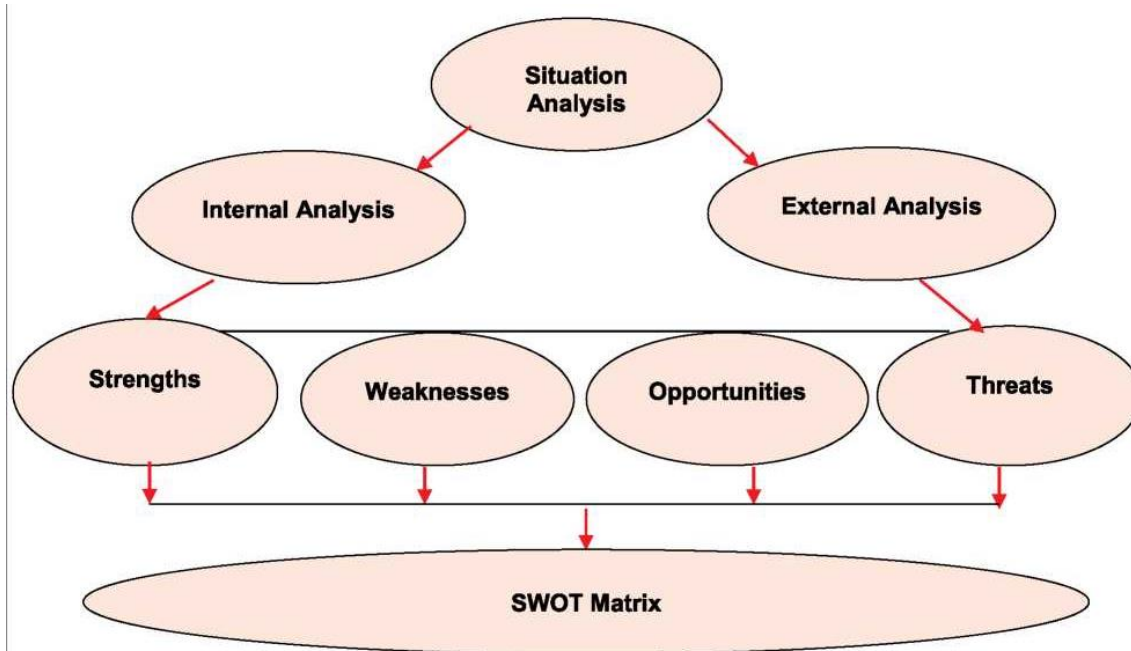 Situation
Analysis
Internal Analysis
External Analysis
Strengths
Weaknesses
Opportunities
Threats
SWOT Matrix